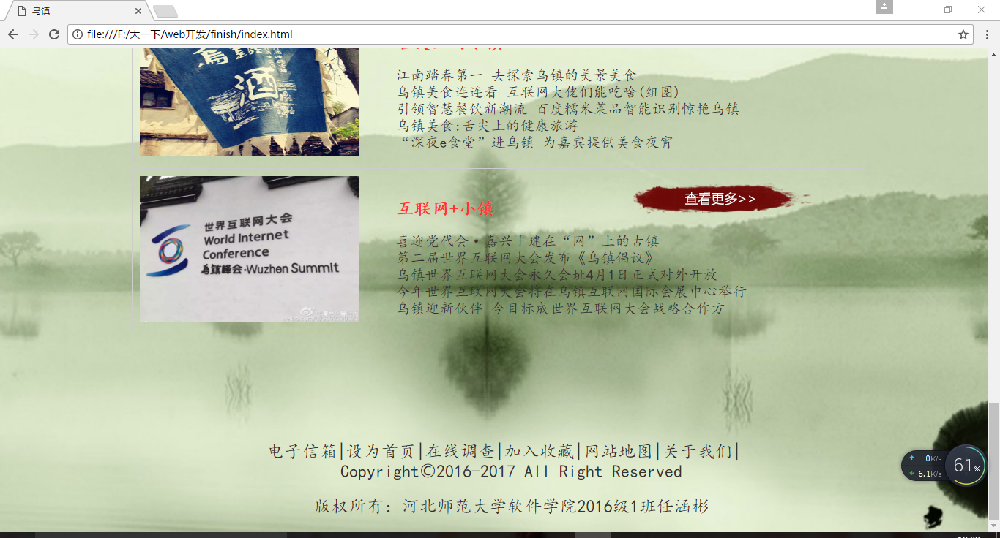 乌镇
file:///F:/大一下/web开发/finish/index.html
酒
江南踏春第一 去探索乌镇的美景美食
乌镇美食连连看 互联网大佬们能吃啥(组图)
引领智慧餐饮新潮流 百度糯米菜品智能识别惊艳乌镇
乌镇美食:舌尖上的健康旅游
“深夜e食堂”进乌镇 为嘉宾提供美食夜宵
世界互联网大会
World Internet
Conference
乌镇峰会·Wuzhen Summit
互联网+小镇
查看更多>>
喜迎党代会·嘉兴丨建在“网”上的古镇
第二届世界互联网大会发布《乌镇倡议》
乌镇世界互联网大会永久会址4月1日正式对外开放
今年世界互联网大会将在乌镇互联网国际会展中心举行
乌镇迎新伙伴 今目标成世界互联网大会战略合作方
电子信箱|设为首页|在线调查|加入收藏|网站地图|关于我们|
Copyright©2016-2017 All Right Reserved
版权所有：河北师范大学软件学院2016级1班任涵彬
0K/s
6.1K/s
61%